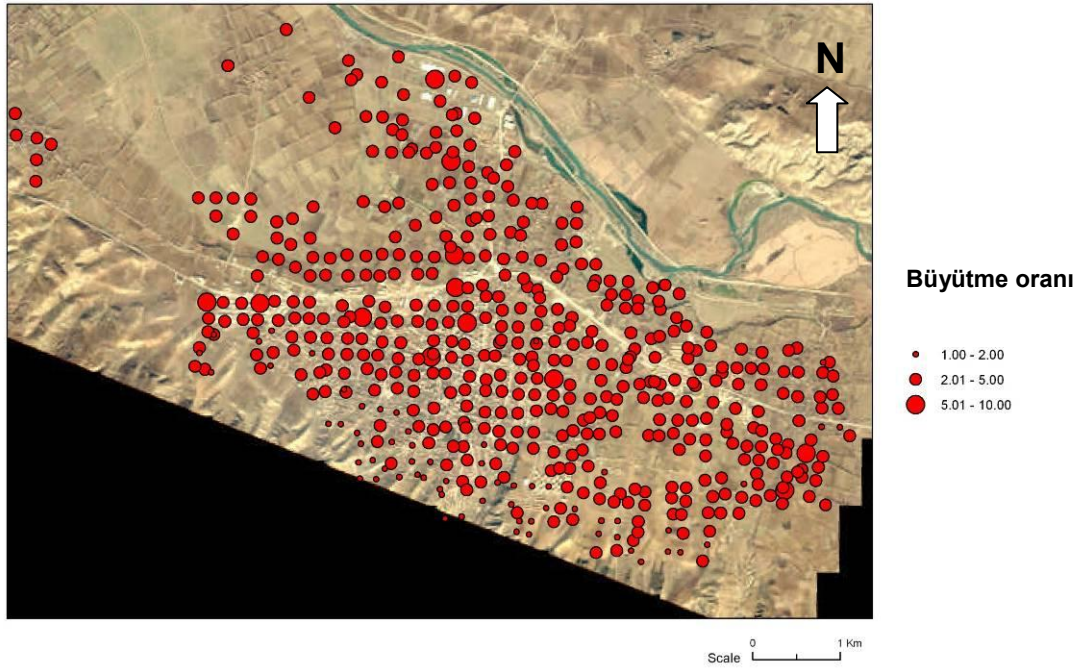 N
Büyütme oranı
1.00 - 2.00
2.01 - 5.00
5.01 - 10.00
0 1 Km
Scale